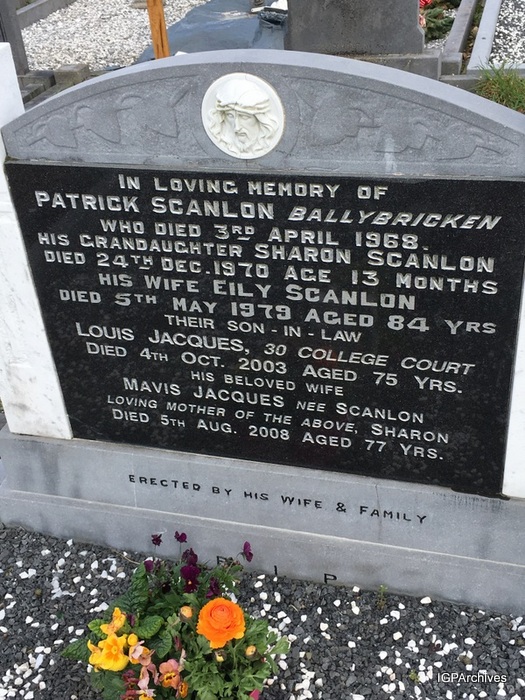 IN LOVING MEMORY OF
PATRICK SCANLON BALLYBRICKEN
WHO DIED 3RD APRIL 1968.
HIS GRANDAUGHTER SHARON SCANLON
DIED 24TH DEC. 1970 AGE 13 MONTHS
HIS WIFE EILY SCANLON
DIED 5TH MAY 1979 AGED 84 YRS
THEIR SON-IN-LAW
LOUIS JACQUES, 30 COLLEGE COURT
DIED 4TH OCT. 2003 AGED 75 YRS.
HIS BELOVED WIFE
MAVIS JACQUES NEE SCANLON
LOVING MOTHER OF THE ABOVE, SHARON
DIED 5TH AUG. 2008 AGED 77 YRS.
ERECTED BY HIS WIFE & FAMILY
R I P
IGPArchives